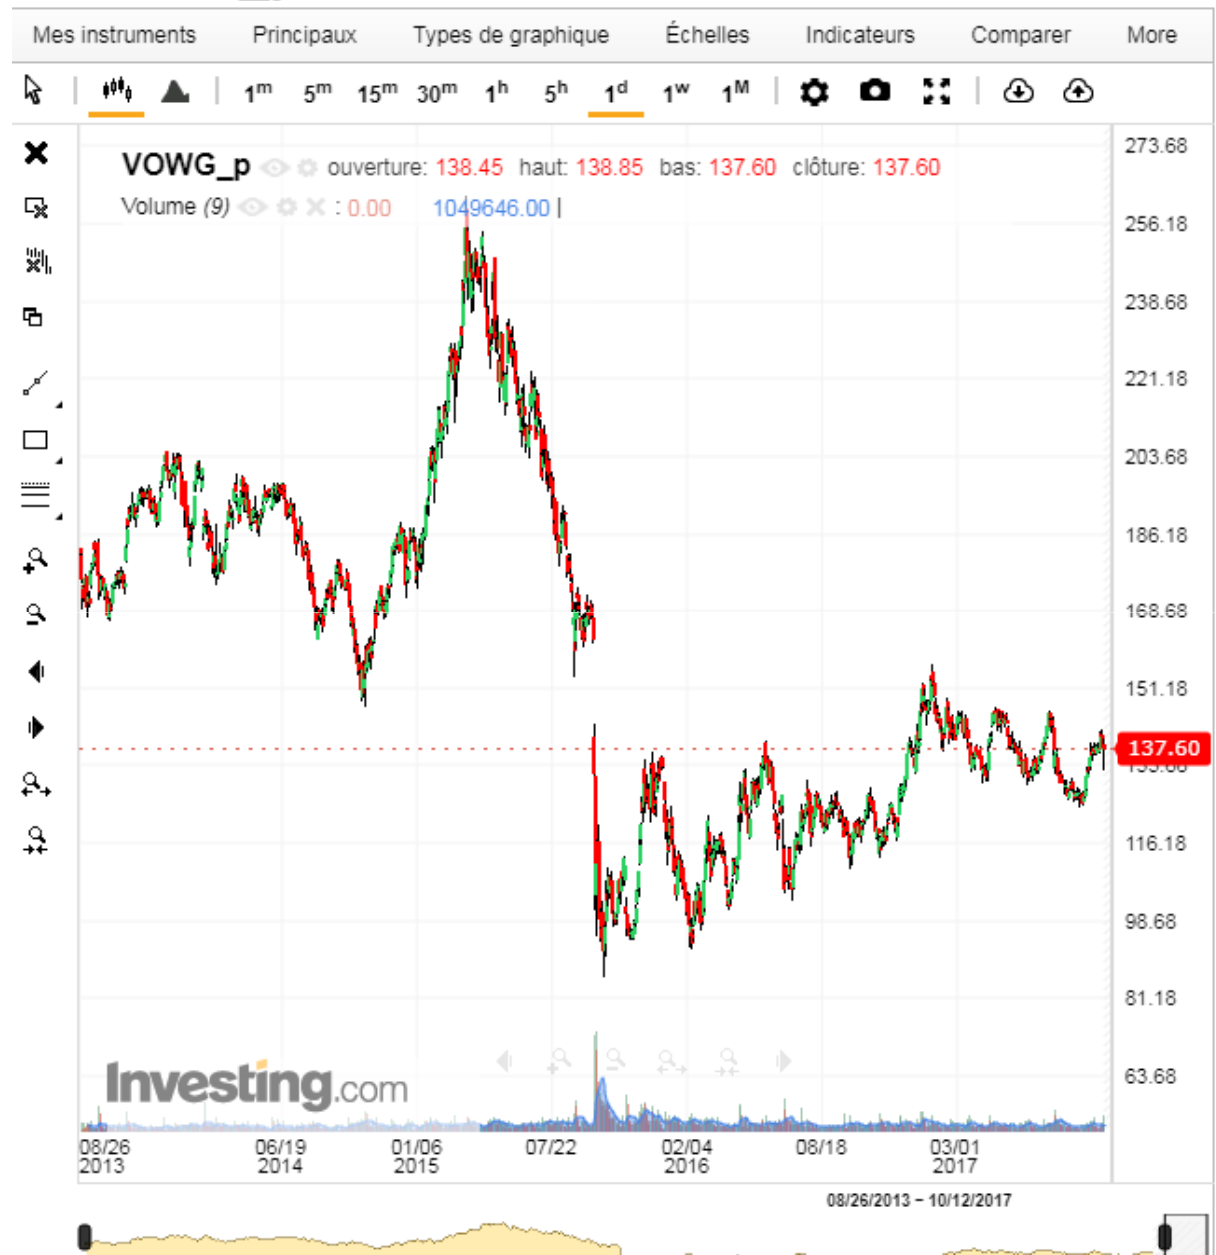 Mes instruments Principaux Types de graphique Échelles Indicateurs Comparer More
1m 5m 15m 30m 1h 5h 1d 1w 1M
VOWG_p ouverture: 138.45 haut: 138.85 bas: 137.60 clôture: 137.60
Volume (9) : 0.00 1049646.00
273.68
256.18
238.68
221.18
203.68
186.18
168.68
151.18
137.60
116.18
98.68
81.18
63.68
Investing.com
08/26 06/19 01/06 07/22 02/04 08/18 03/01
2013 2014 2015 2016 2017
08/26/2013 - 10/12/2017